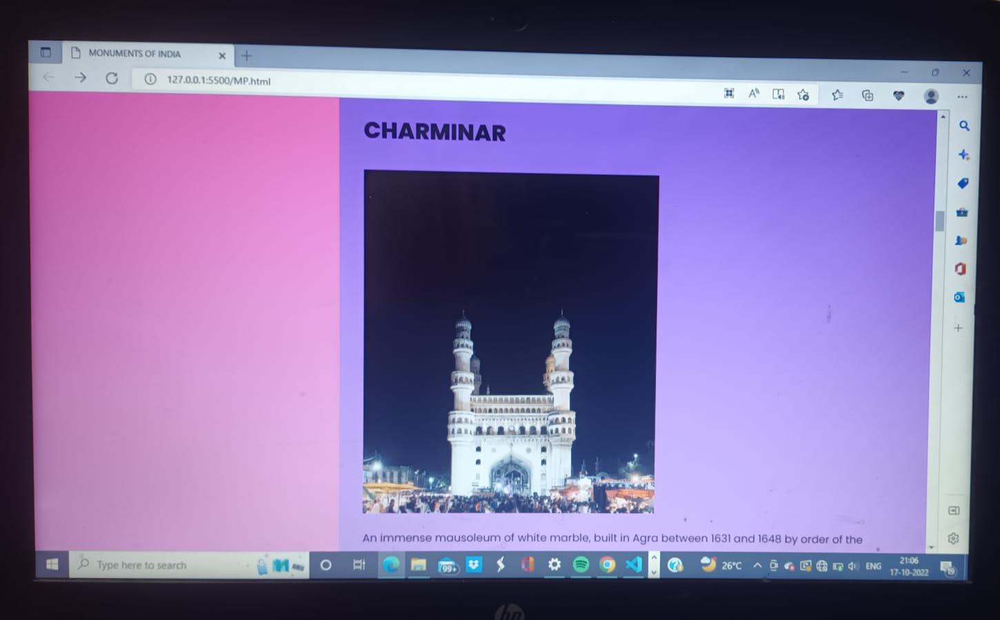 MONUMENTS OF INDIA
127.0.0.1:5500/MP.html
CHARMINAR
An immense mausoleum of white marble, built in Agra between 1631 and 1648 by order of the
Type here to search
99+
26°C
ENG
21:06
17-10-2022
19
hp